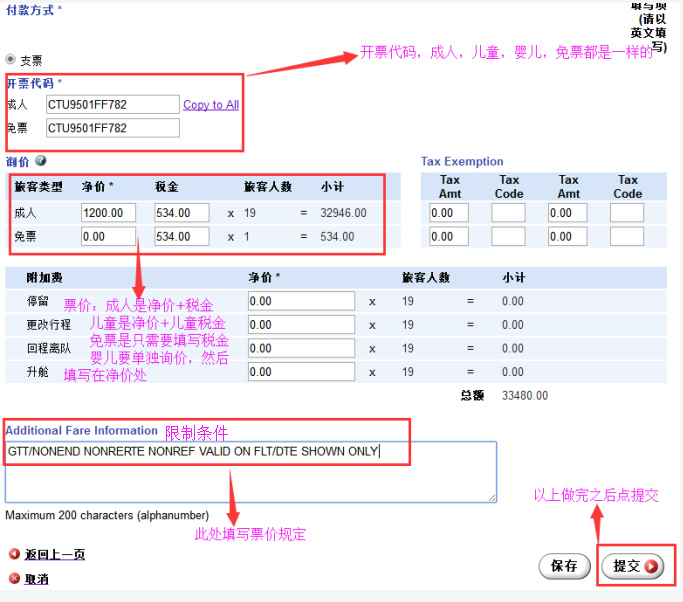 付款方式 *
填写项
(请以
英文填
写)
支票
开票代码，成人，儿童，婴儿，免票都是一样的
开票代码 *
成人 CTU9501FF782 Copy to All
免票 CTU9501FF782
询价 ?
Tax Exemption
旅客类型 净价 * 税金 旅客人数 小计
Tax Amt Tax Code Tax Amt Tax Code
成人 1200.00 534.00 x 19 = 32946.00 0.00 0.00
免票 0.00 534.00 x 1 = 534.00 0.00 0.00
附加费 净价 * 旅客人数 小计
停留 0.00 x 19 = 0.00
更改行程 0.00 x 19 = 0.00
回程离队 0.00 x 19 = 0.00
升舱 0.00 x 19 = 0.00
票价：成人是净价+税金
儿童是净价+儿童税金
免票是只需要填写税金
婴儿要单独询价，然后
填写在净价处
总额 33480.00
Additional Fare Information 限制条件
GTT/NONEND NONRERTE NONREF VALID ON FLT/DTE SHOWN ONLY
以上做完之后点提交
Maximum 200 characters (alphanumber)
此处填写票价规定
返回上一页
保存 提交
取消